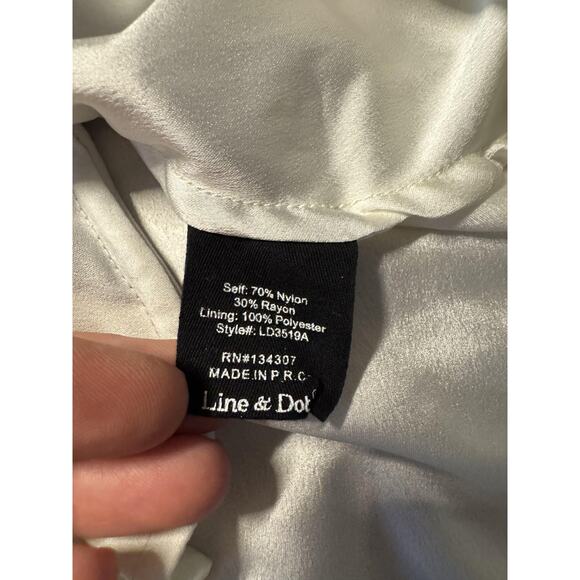 Self: 70% Nylon
30% Rayon
Lining: 100% Polyester
Style#: LD3519A
RN#134307
MADE.IN P.R.C.
Line & Dot